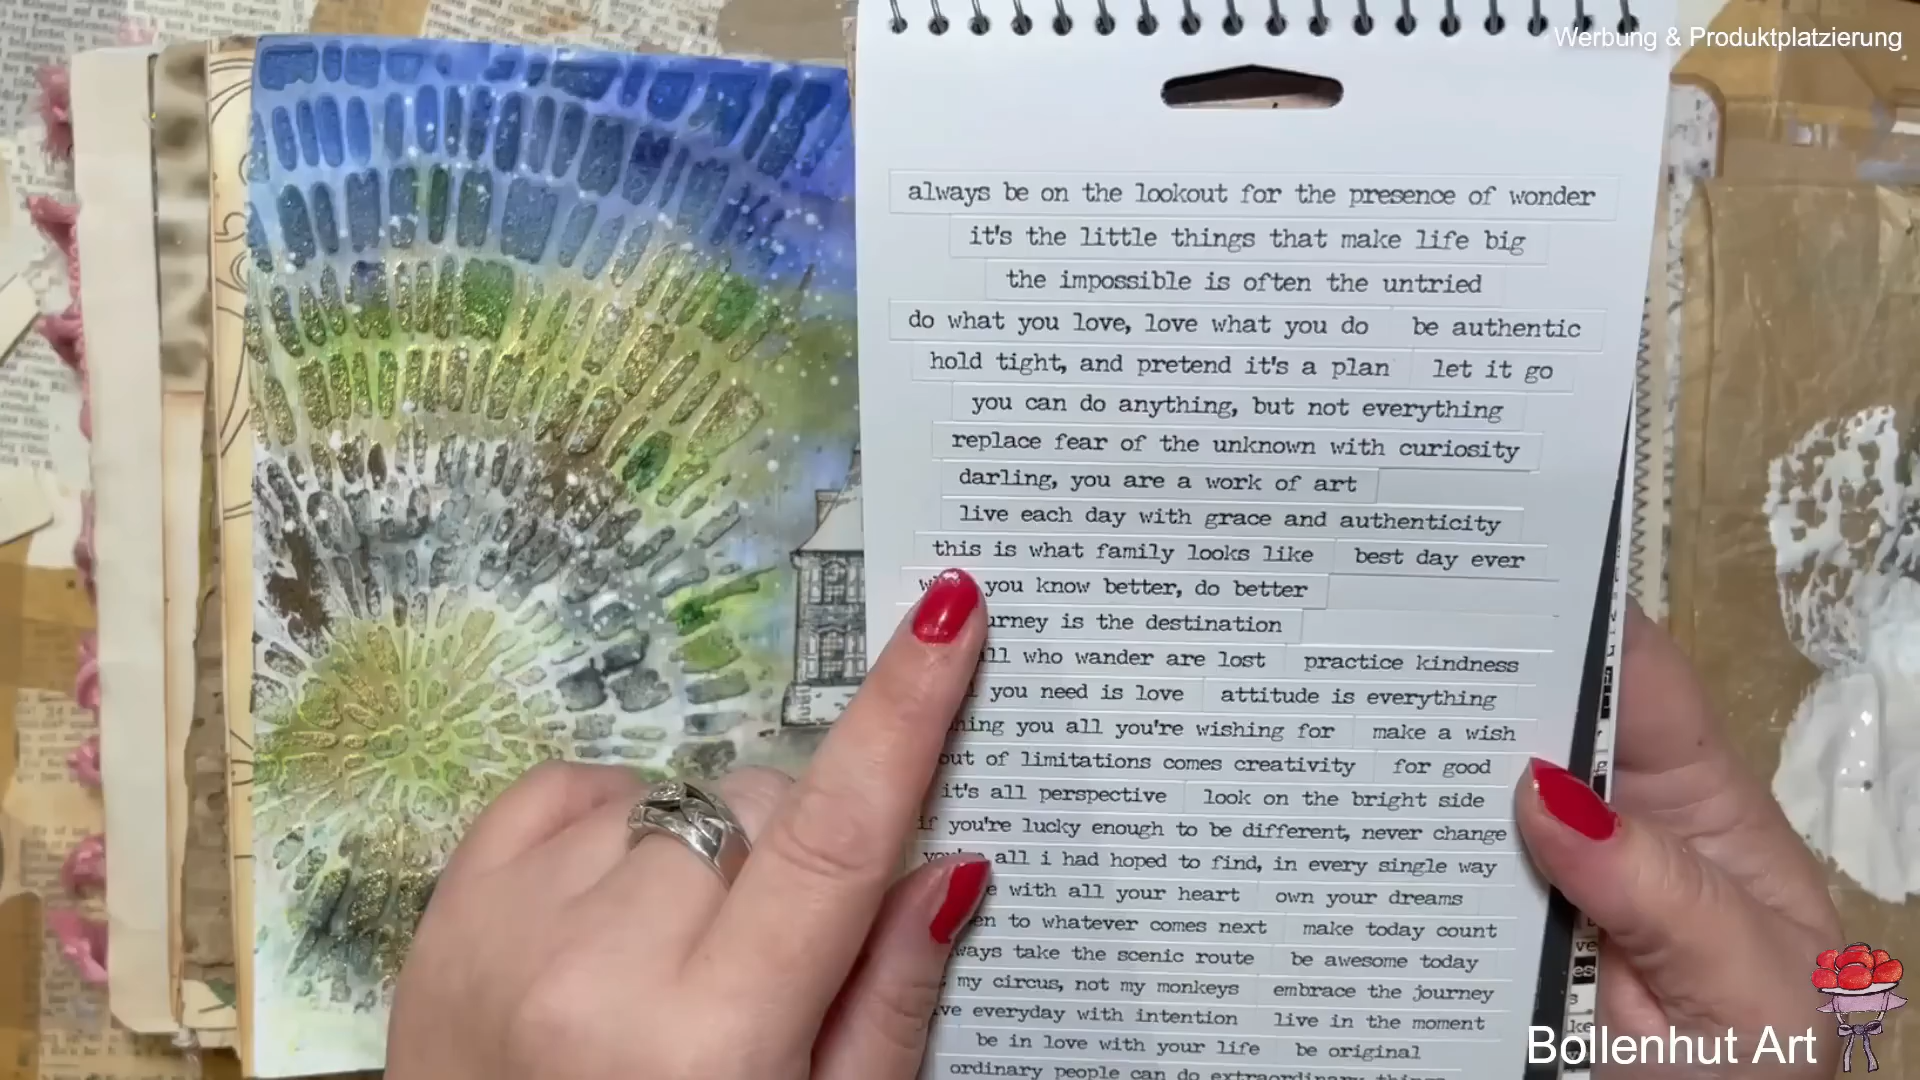 Werbung & Produktplatzierung
always be on the lookout for the presence of wonder
it's the little things that make life big
the impossible is often the untried
do what you love, love what you do be authentic
hold tight, and pretend it's a plan let it go
you can do anything, but not everything
replace fear of the unknown with curiosity
darling, you are a work of art
live each day with grace and authenticity
this is what family looks like best day ever
you know better, do better
is the destination
who wander are lost practice kindness
you need is love attitude is everything
you all you're wishing for make a wish
out of limitations comes creativity for good
it's all perspective look on the bright side
if you're lucky enough to be different, never change
you're all i had hoped to find, in every single way
with all your heart own your dreams
to whatever comes next make today count
take the scenic route be awesome today
my circus, not my monkeys embrace the journey
everyday with intention live in the moment
be in love with your life be original
ordinary people can do extraordinary things
Bollenhut Art